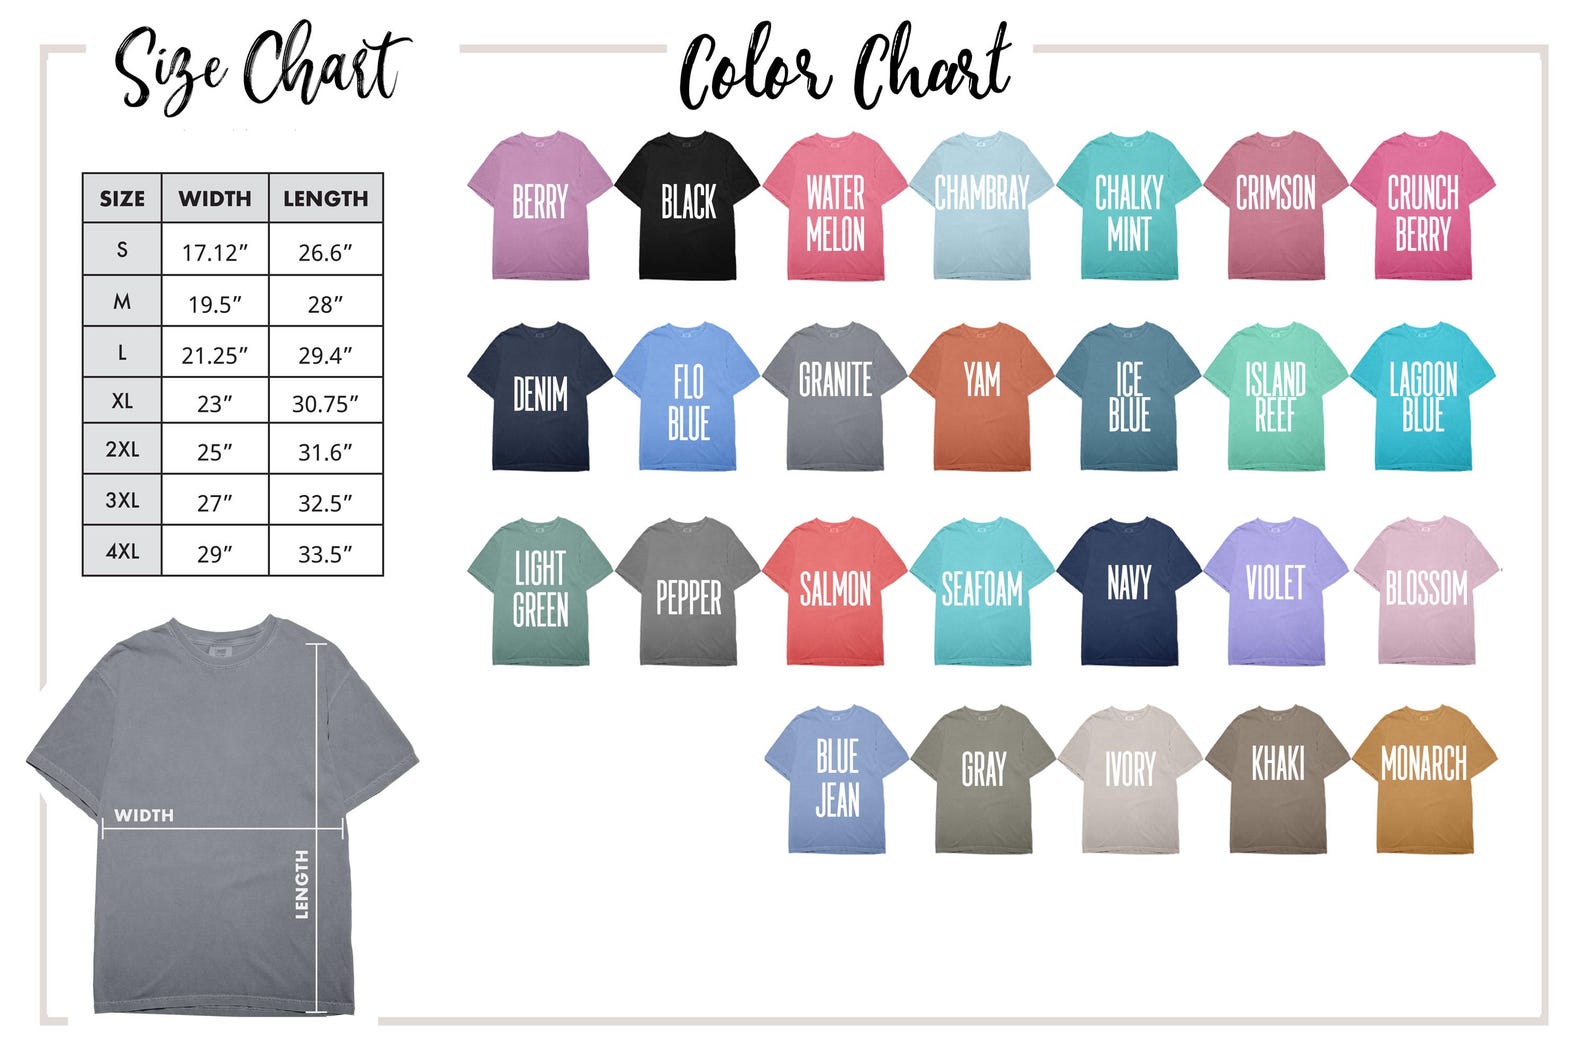 Size Chart
Color Chart
SIZE WIDTH LENGTH
S 17.12” 26.6”
M 19.5” 28”
L 21.25” 29.4”
XL 23” 30.75”
2XL 25” 31.6”
3XL 27” 32.5”
4XL 29” 33.5”
WIDTH
LENGTH
BERRY
BLACK
WATER
MELON
CHAMBRAY
CHALKY
MINT
CRIMSON
CRUNCH
BERRY
DENIM
FLO
BLUE
GRANITE
YAM
ICE
BLUE
ISLAND
REEF
LAGOON
BLUE
LIGHT
GREEN
PEPPER
SALMON
SEAFOAM
NAVY
VIOLET
BLOSSOM
BLUE
JEAN
GRAY
IVORY
KHAKI
MONARCH